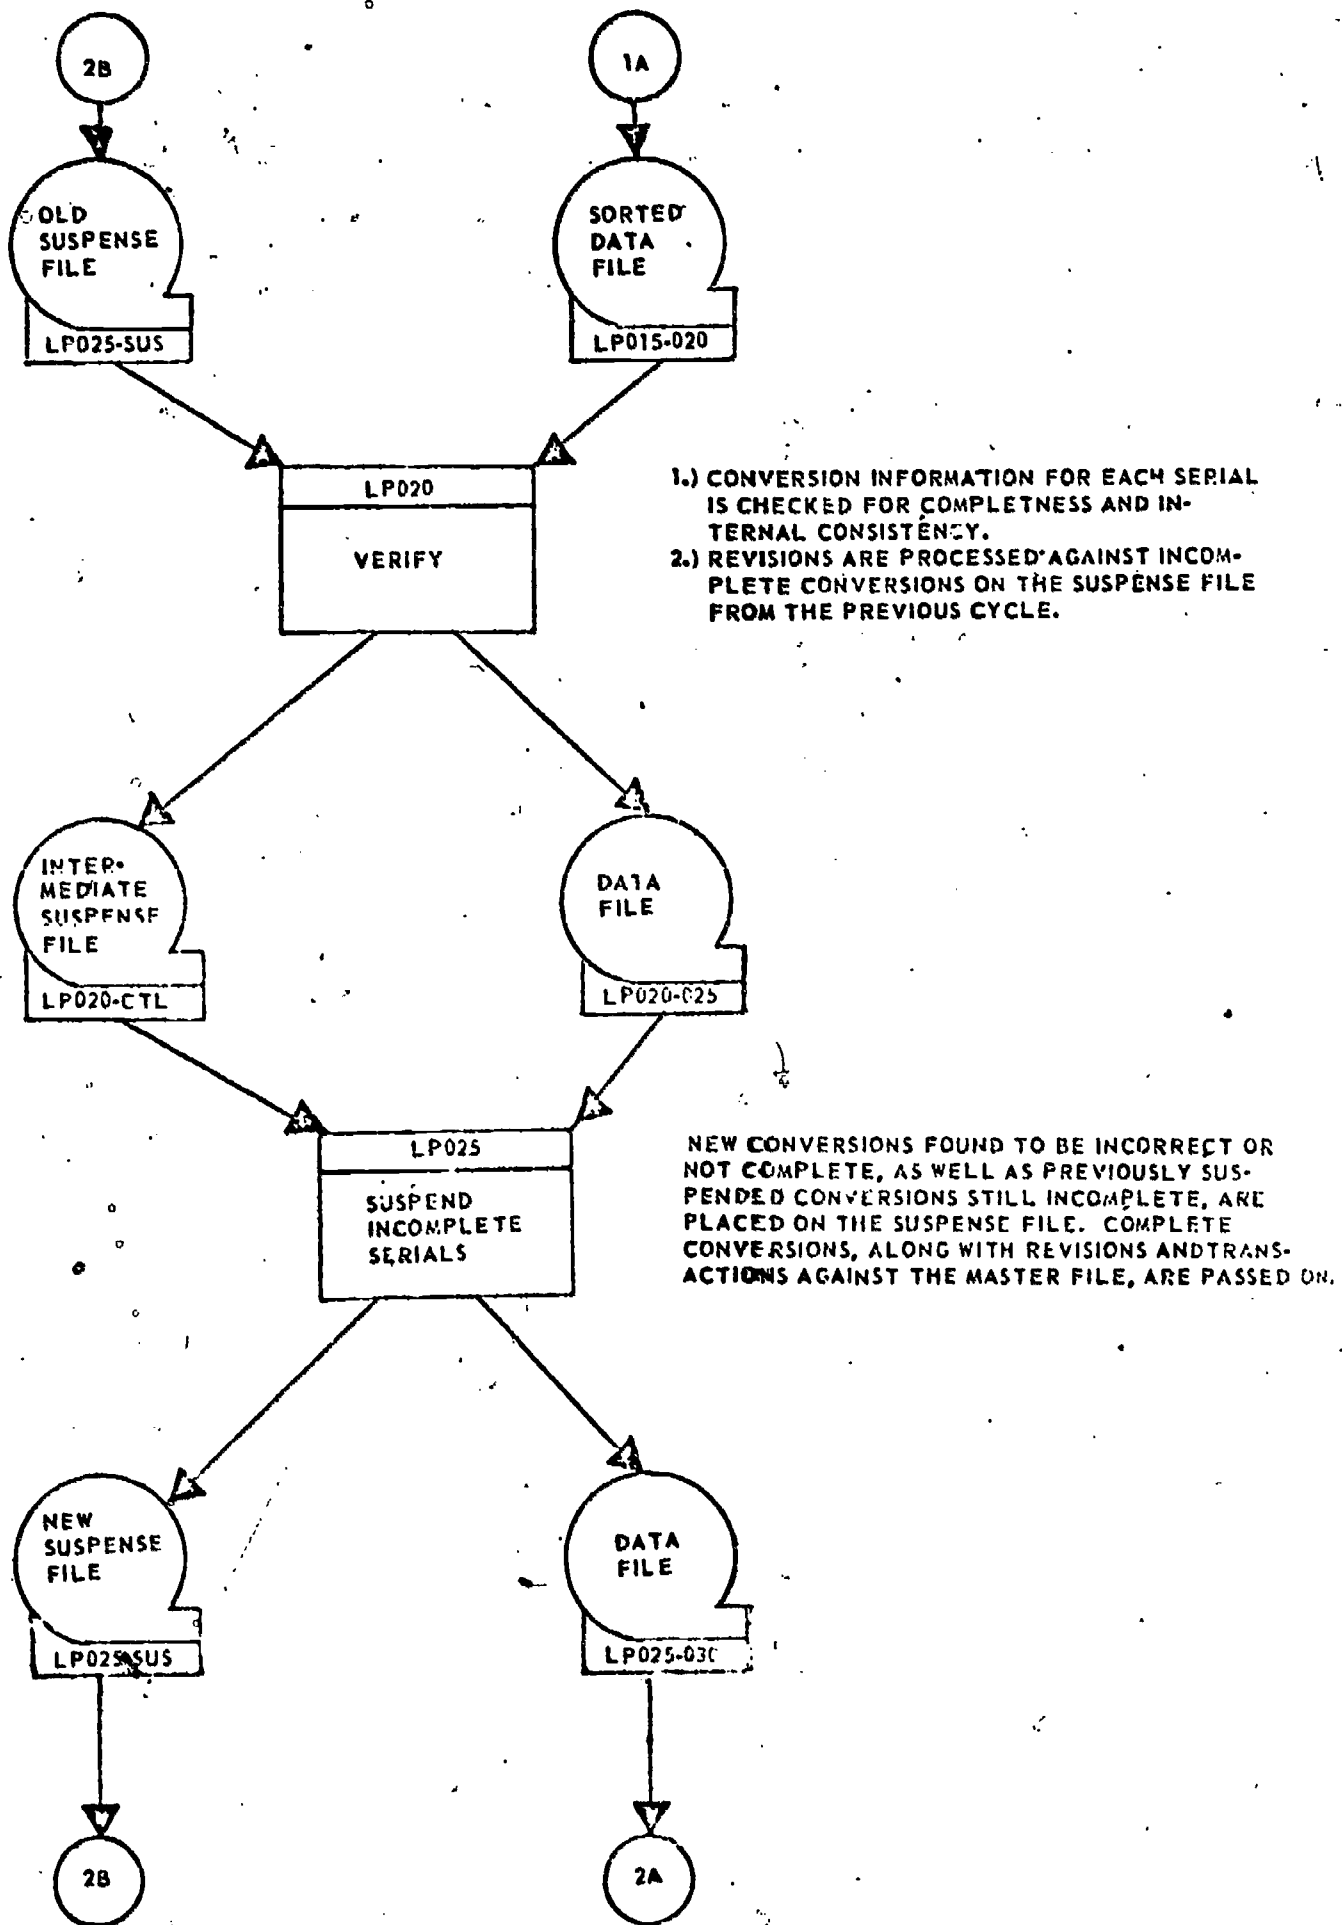 2B
1A
OLD
SUSPENSE
FILE
LP025-SUS
SORTED
DATA
FILE
LP015-020
LP020
VERIFY
1.) CONVERSION INFORMATION FOR EACH SERIAL
IS CHECKED FOR COMPLETNESS AND IN-
TERNAL CONSISTENCY.
2.) REVISIONS ARE PROCESSED AGAINST INCOM-
PLETE CONVERSIONS ON THE SUSPENSE FILE
FROM THE PREVIOUS CYCLE.
INTER-
MEDIATE
SUSPENSE
FILE
LP020-CTL
DATA
FILE
LP020-025
LP025
SUSPEND
INCOMPLETE
SERIALS
NEW CONVERSIONS FOUND TO BE INCORRECT OR
NOT COMPLETE, AS WELL AS PREVIOUSLY SUS-
PENDED CONVERSIONS STILL INCOMPLETE, ARE
PLACED ON THE SUSPENSE FILE. COMPLETE
CONVERSIONS, ALONG WITH REVISIONS ANDTRANS-
ACTIONS AGAINST THE MASTER FILE, ARE PASSED ON.
NEW
SUSPENSE
FILE
LP025-SUS
DATA
FILE
LP025-030
2B
2A